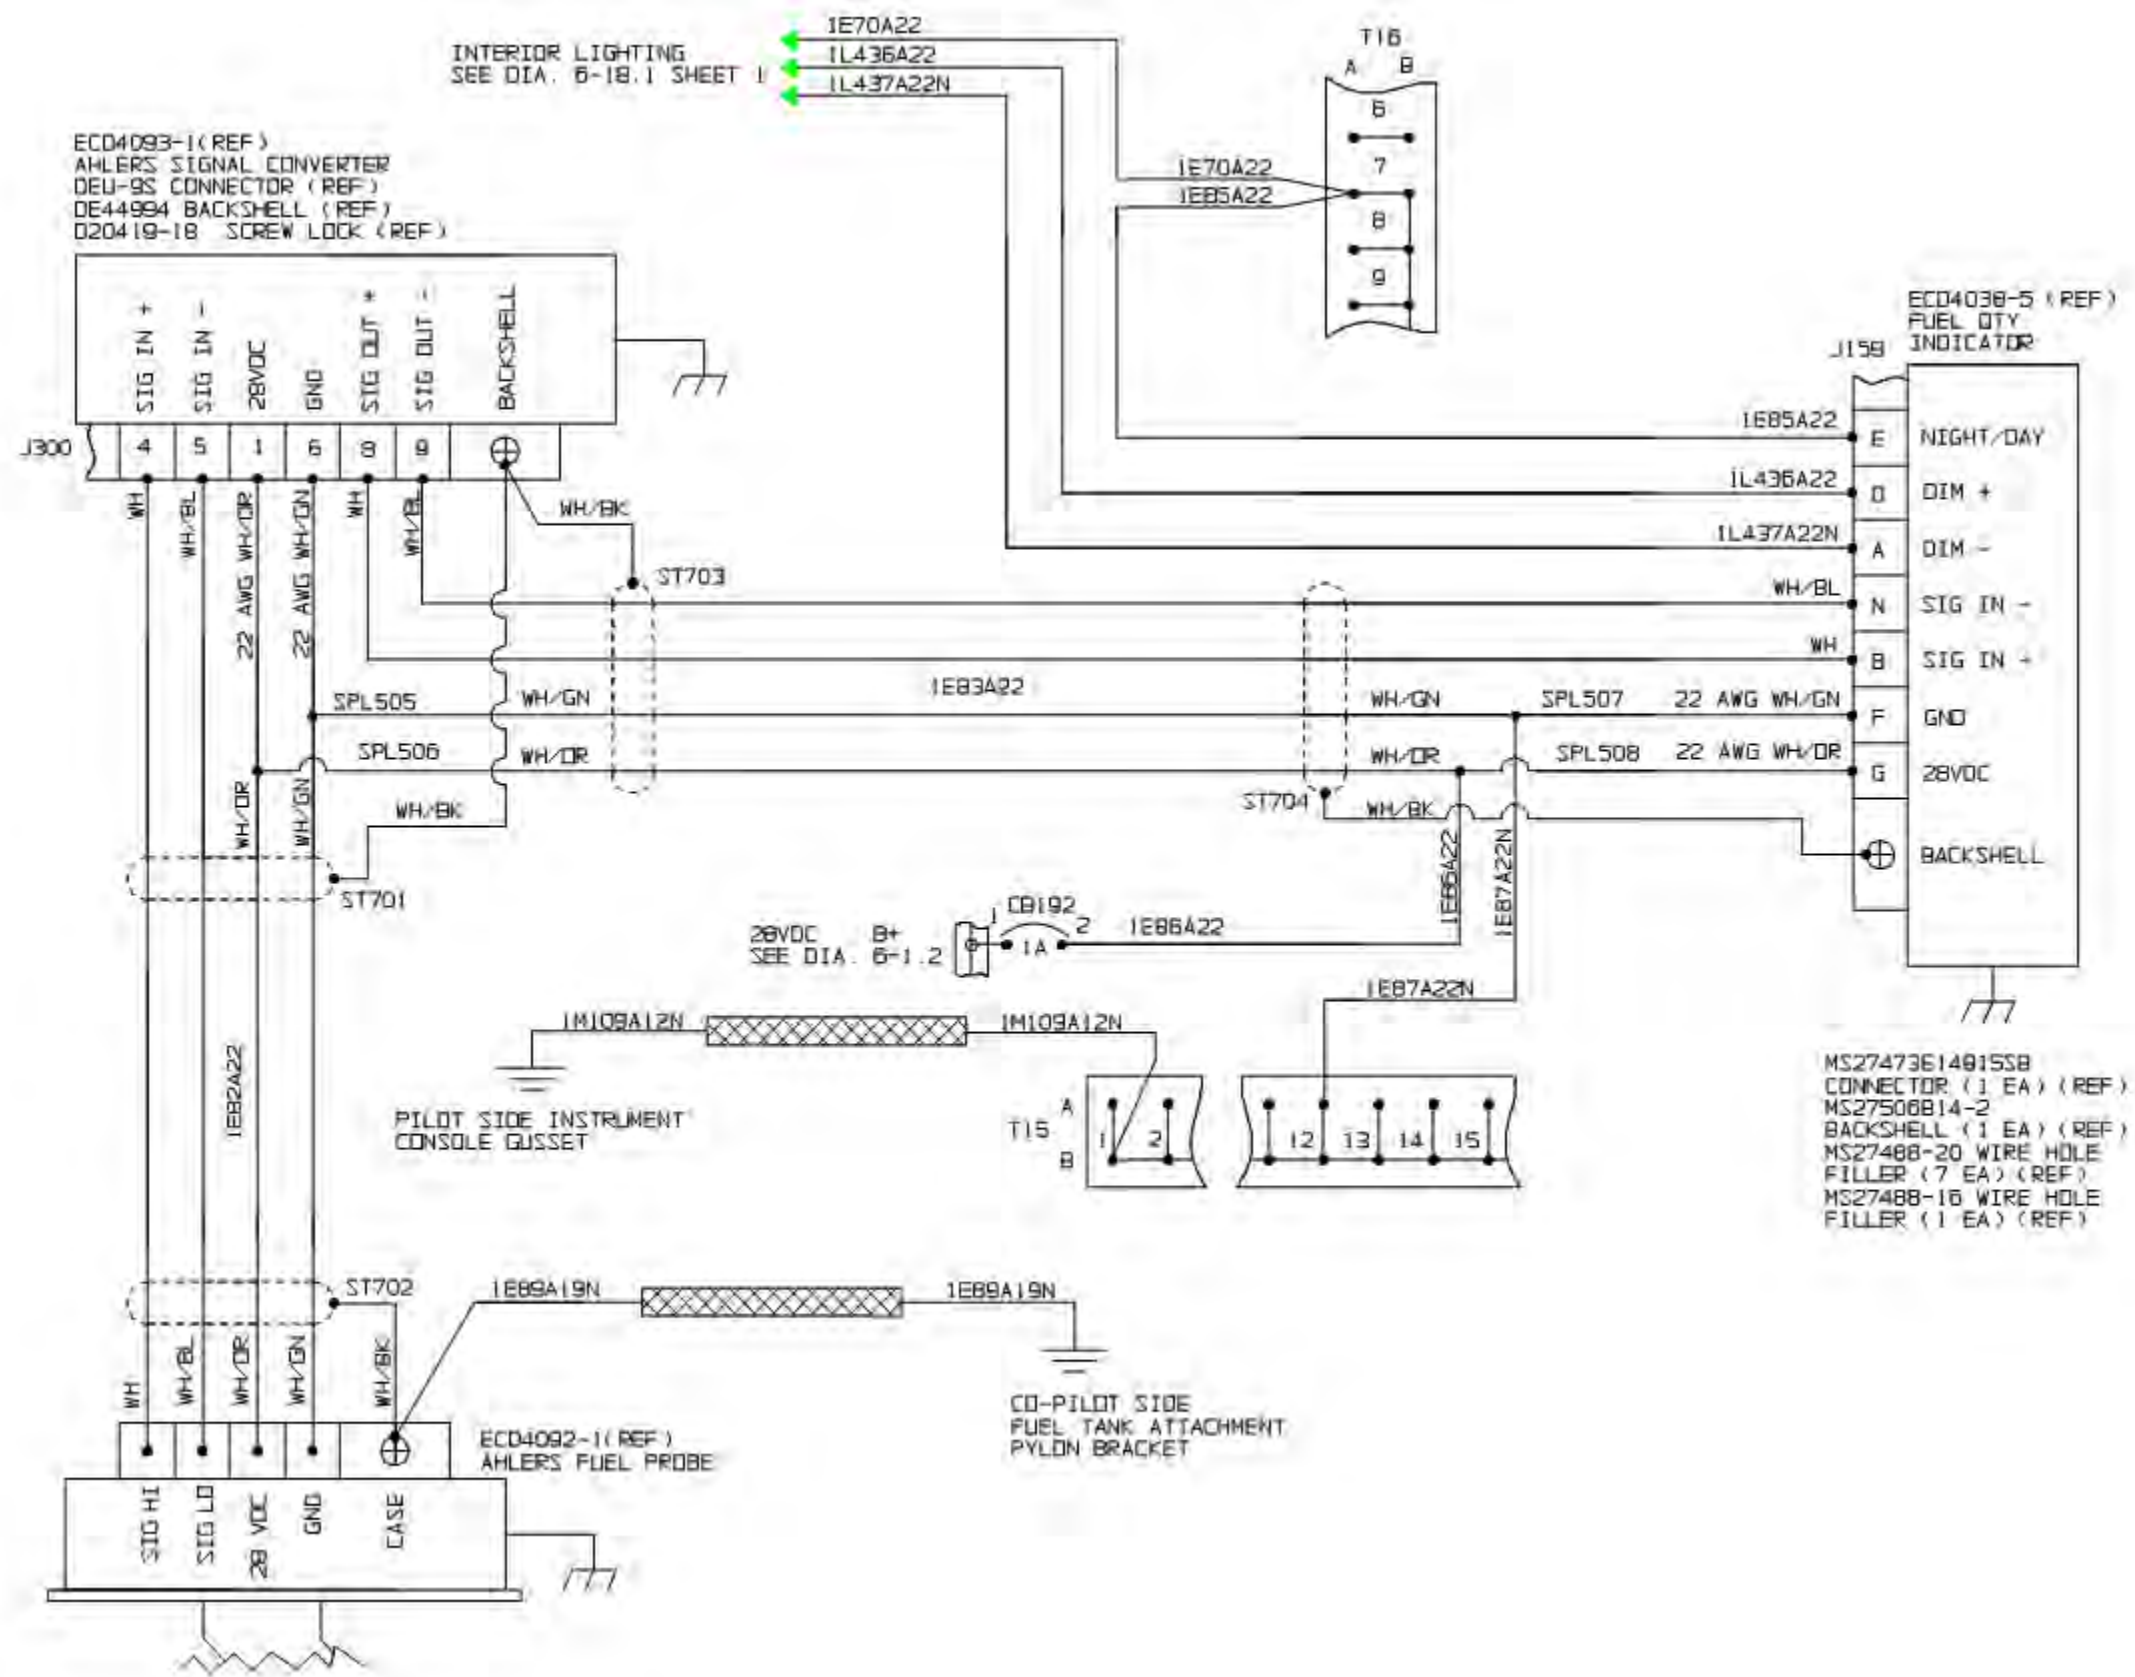 1E70A22
INTERIOR LIGHTING
1L436A22
SEE DIA. 6-18.1 SHEET 1
1L437A22N
T16
A B
6
7
8
9
1E70A22
1E85A22
ECD4093-1(REF)
AHLERS SIGNAL CONVERTER
DEU-9S CONNECTOR (REF)
DE44994 BACKSHELL (REF)
D20419-18 SCREW LOCK (REF)
SIG IN +
SIG IN -
28VDC
GND
SIG OUT +
SIG OUT -
BACKSHELL
J300
4 5 1 6 8 9
WH
WH/BL
22 AWG WH/OR
22 AWG WH/GN
WH
WH/BL
WH/BK
ST703
ECD4038-5 (REF)
FUEL QTY
INDICATOR
J159
1E85A22 E NIGHT/DAY
1L436A22 D DIM +
1L437A22N A DIM -
WH/BL N SIG IN -
WH B SIG IN +
1E83A22
SPL505 WH/GN WH/GN SPL507 22 AWG WH/GN F GND
SPL506 WH/OR WH/OR SPL508 22 AWG WH/OR G 28VDC
WH/OR
WH/GN
WH/BK
ST704 WH/BK
BACKSHELL
ST701
1E86A22
1E87A22N
28VDC B+
SEE DIA. 6-1.2
1 CB192 2
1A
1E86A22
1E87A22N
1M109A12N
1M109A12N
PILOT SIDE INSTRUMENT
CONSOLE GUSSET
1E82A22
T15
A
B
1 2
12 13 14 15
MS27473E14B15SB
CONNECTOR (1 EA) (REF)
MS27506B14-2
BACKSHELL (1 EA) (REF)
MS27488-20 WIRE HOLE
FILLER (7 EA) (REF)
MS27488-16 WIRE HOLE
FILLER (1 EA) (REF)
ST702
1E89A19N
1E89A19N
WH
WH/BL
WH/OR
WH/GN
WH/BK
CO-PILOT SIDE
FUEL TANK ATTACHMENT
PYLON BRACKET
ECD4092-1(REF)
AHLERS FUEL PROBE
SIG HI
SIG LO
28 VDC
GND
CASE